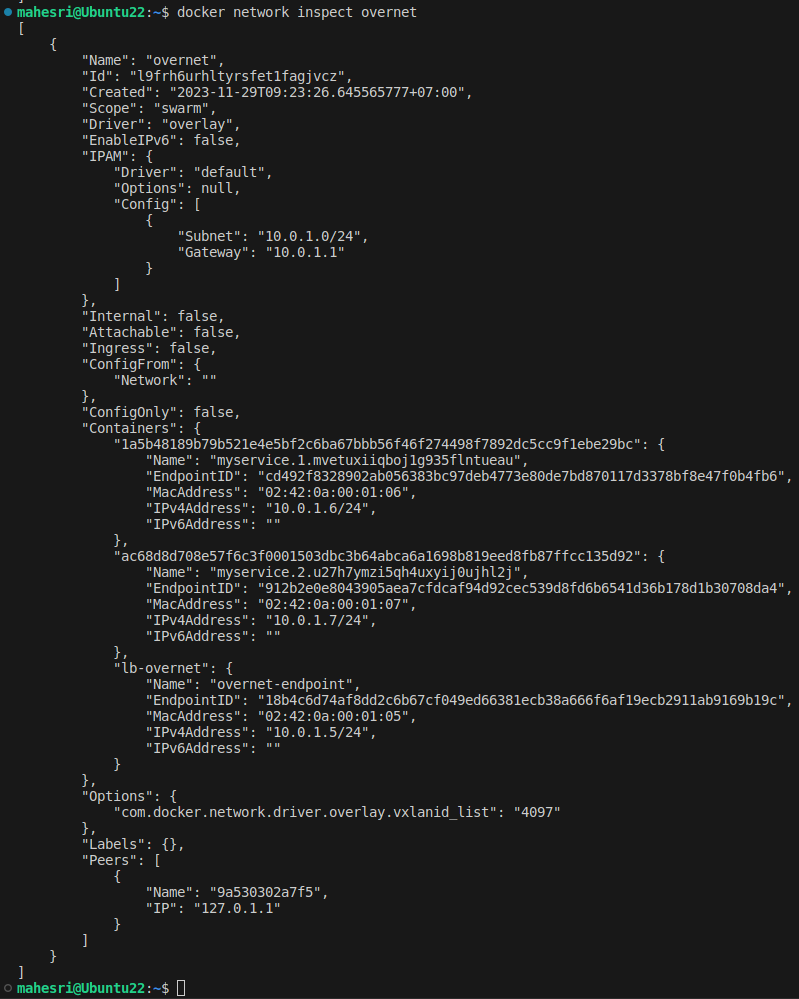 mahesri@Ubuntu22:~$ docker network inspect overnet
[
    {
        "Name": "overnet",
        "Id": "l9frh6urhltyrsfet1fagjvcz",
        "Created": "2023-11-29T09:23:26.645565777+07:00",
        "Scope": "swarm",
        "Driver": "overlay",
        "EnableIPv6": false,
        "IPAM": {
            "Driver": "default",
            "Options": null,
            "Config": [
                {
                    "Subnet": "10.0.1.0/24",
                    "Gateway": "10.0.1.1"
                }
            ]
        },
        "Internal": false,
        "Attachable": false,
        "Ingress": false,
        "ConfigFrom": {
            "Network": ""
        },
        "ConfigOnly": false,
        "Containers": {
            "1a5b48189b79b521e4e5bf2c6ba67bbb56f46f274498f7892dc5cc9f1ebe29bc": {
                "Name": "myservice.1.mvetuxiiqboj1g935flntueau",
                "EndpointID": "cd492f8328902ab056383bc97deb4773e80de7bd870117d3378bf8e47f0b4fb6",
                "MacAddress": "02:42:0a:00:01:06",
                "IPv4Address": "10.0.1.6/24",
                "IPv6Address": ""
            },
            "ac68d8d708e57f6c3f0001503dbc3b64abca6a1698b819eed8fb87ffcc135d92": {
                "Name": "myservice.2.u27h7ymzi5qh4uxyij0ujhl2j",
                "EndpointID": "912b2e0e8043905aea7cfdcaf94d92cec539d8fd6b6541d36b178d1b30708da4",
                "MacAddress": "02:42:0a:00:01:07",
                "IPv4Address": "10.0.1.7/24",
                "IPv6Address": ""
            },
            "lb-overnet": {
                "Name": "overnet-endpoint",
                "EndpointID": "18b4c6d74af8dd2c6b67cf049ed66381ecb38a666f6af19ecb2911ab9169b19c",
                "MacAddress": "02:42:0a:00:01:05",
                "IPv4Address": "10.0.1.5/24",
                "IPv6Address": ""
            }
        },
        "Options": {
            "com.docker.network.driver.overlay.vxlanid_list": "4097"
        },
        "Labels": {},
        "Peers": [
            {
                "Name": "9a530302a7f5",
                "IP": "127.0.1.1"
            }
        ]
    }
]
mahesri@Ubuntu22:~$